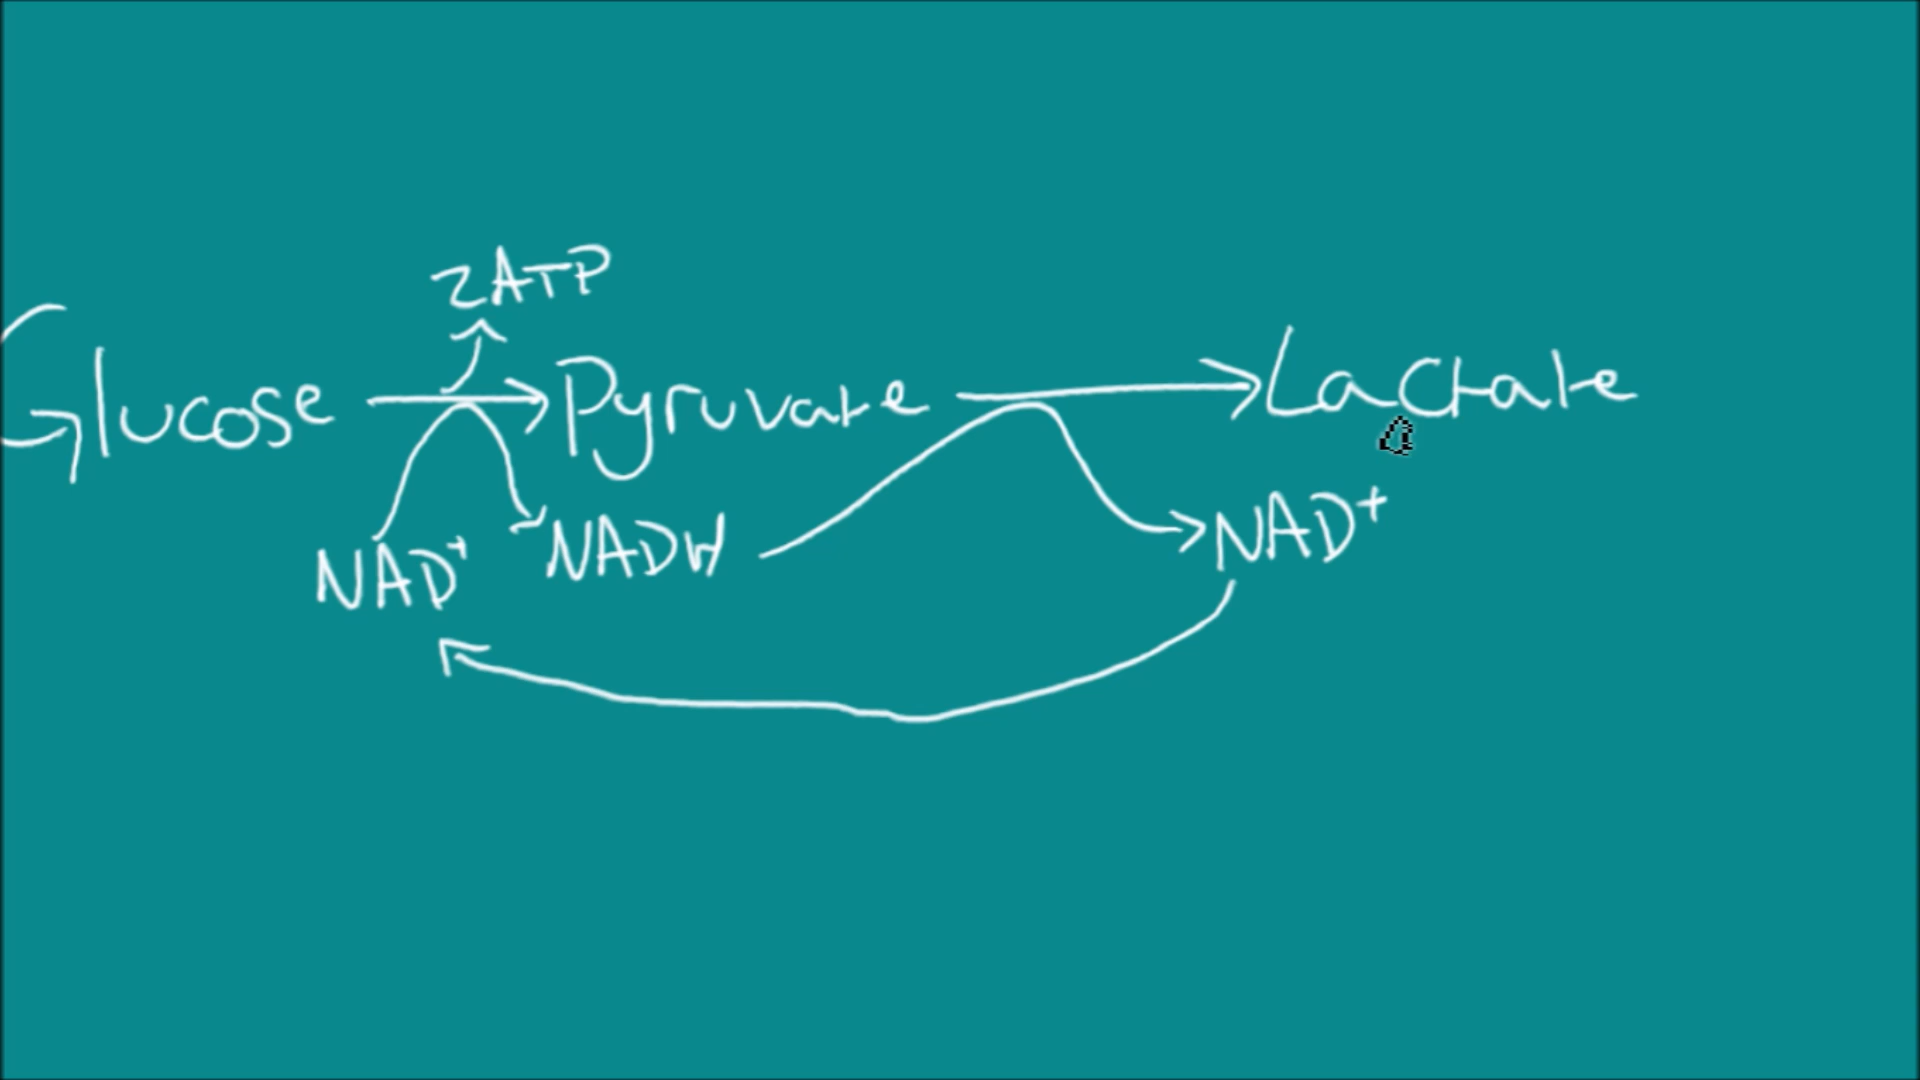 2ATP
Glucose → Pyruvate → Lactate
NAD+ NADH NAD+